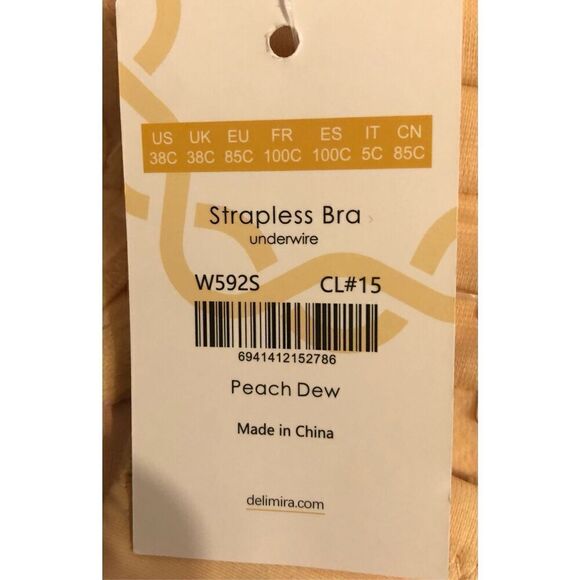 US UK EU FR ES IT CN
38C 38C 85C 100C 100C 5C 85C
Strapless Bra
underwire
W592S CL#15
6941412152786
Peach Dew
Made in China
delimira.com